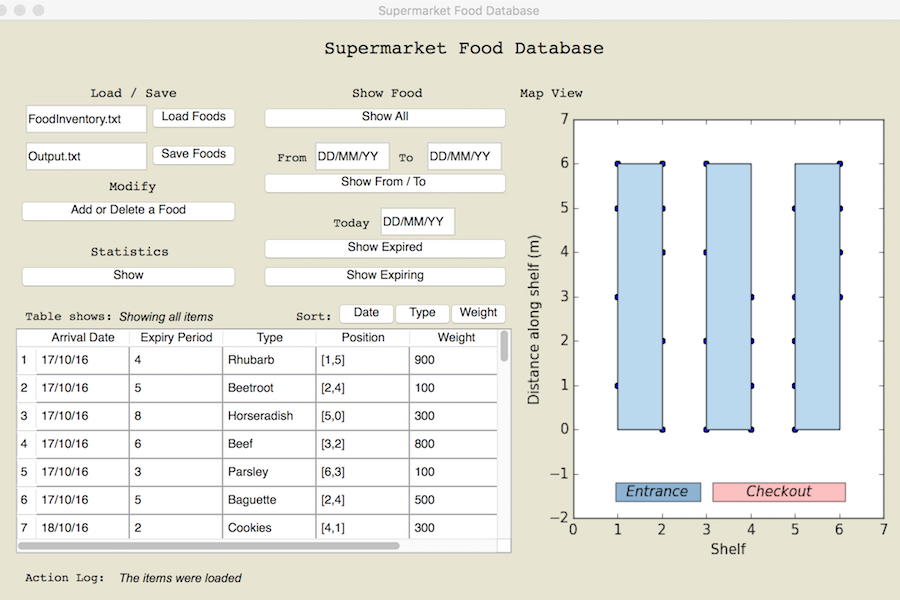 Supermarket Food Database
Supermarket Food Database
Load / Save
FoodInventory.txt Load Foods
Output.txt Save Foods
Modify
Add or Delete a Food
Statistics
Show
Show Food
Show All
From DD/MM/YY To DD/MM/YY
Show From / To
Today DD/MM/YY
Show Expired
Show Expiring
Table shows: Showing all items Sort: Date Type Weight
Arrival Date Expiry Period Type Position Weight
1 17/10/16 4 Rhubarb [1,5] 900
2 17/10/16 5 Beetroot [2,4] 100
3 17/10/16 8 Horseradish [5,0] 300
4 17/10/16 6 Beef [3,2] 800
5 17/10/16 3 Parsley [6,3] 100
6 17/10/16 5 Baguette [2,4] 500
7 18/10/16 2 Cookies [4,1] 300
Action Log: The items were loaded
Map View
Distance along shelf (m)
7
6
5
4
3
2
1
0
−1
−2
Entrance Checkout
0 1 2 3 4 5 6 7
Shelf